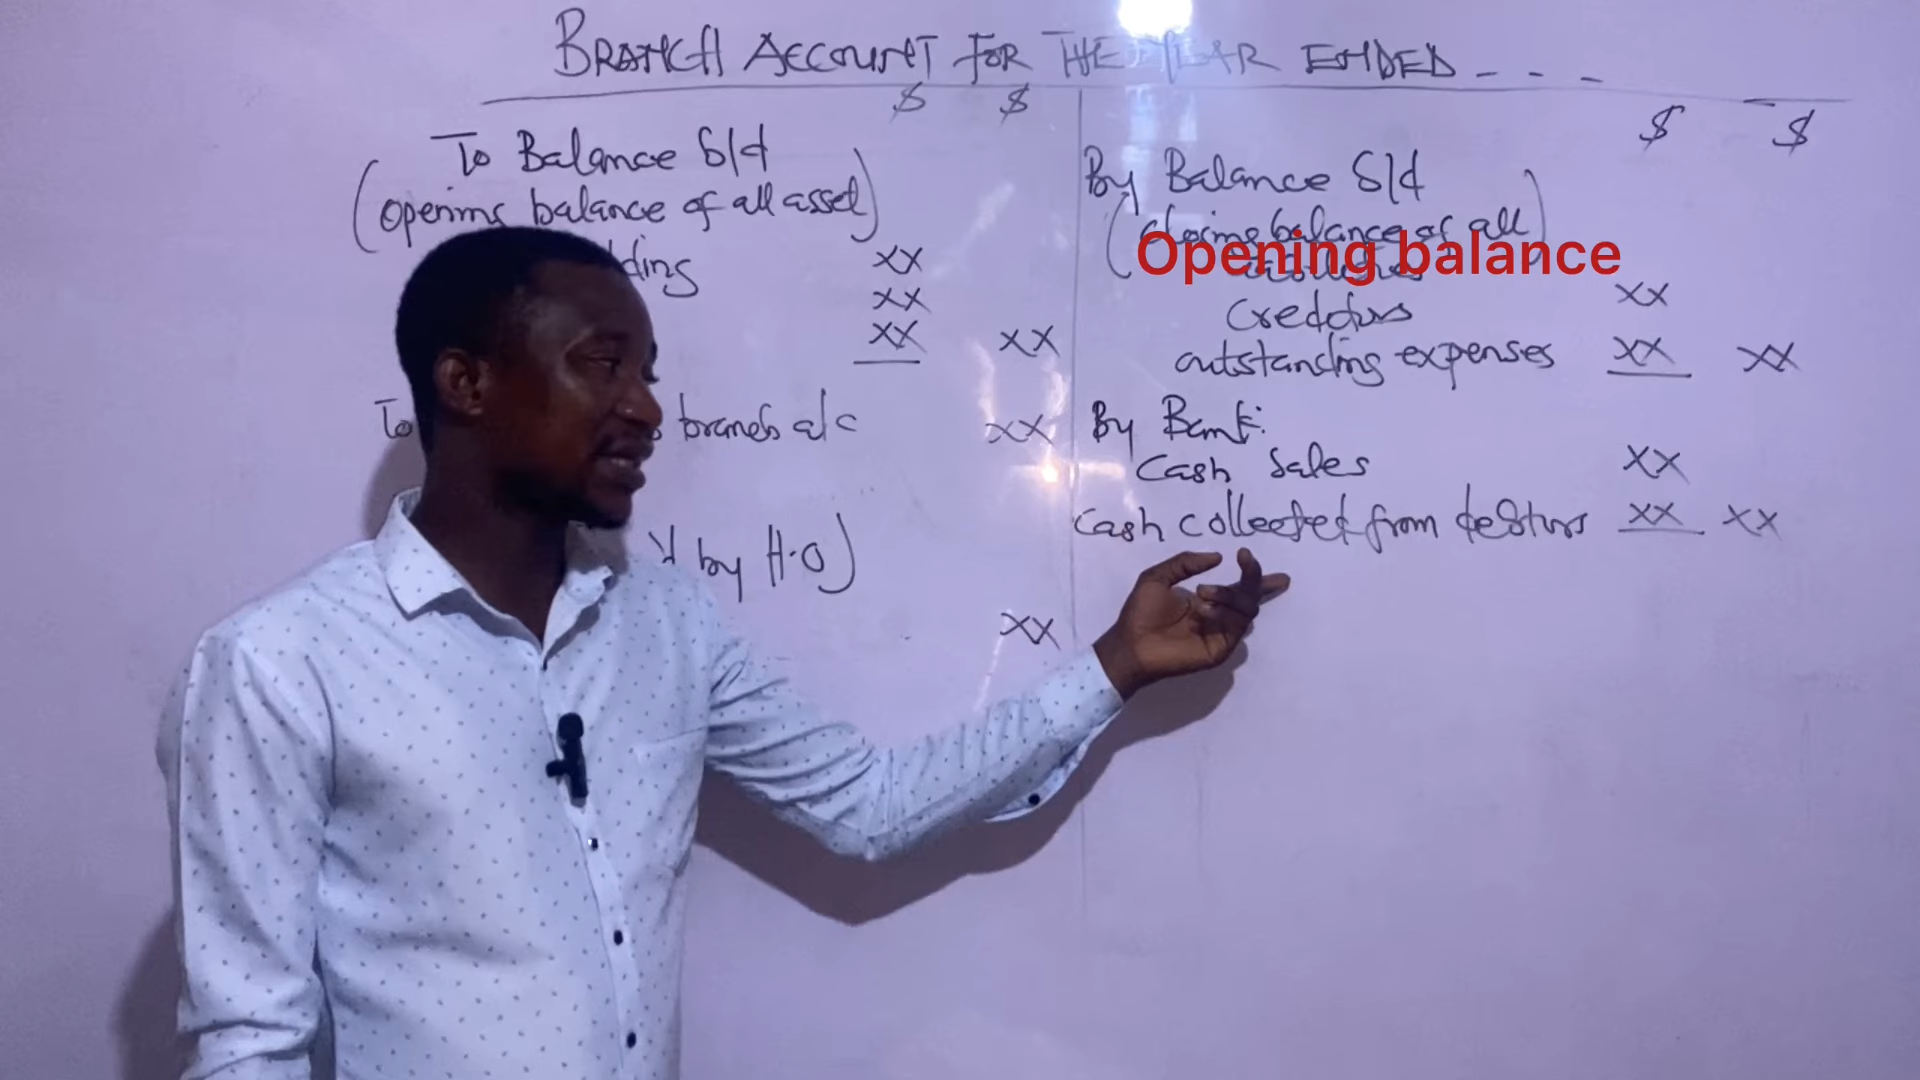 BRANCH ACCOUNT FOR THE YEAR ENDED - - -
$ $
To Balance b/d
(opening balance of all asset)
ding
xx
xx
xx xx
To branch a/c xx
d by H.O)
xx
$ $
By Balance b/d
(closing balance of all)
Opening balance
creditors xx
outstanding expenses xx xx
By Bank:
Cash Sales xx
Cash collected from debtors xx xx